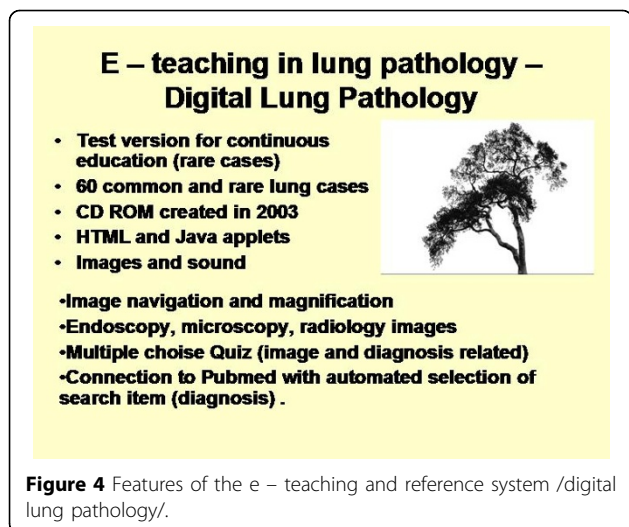 E – teaching in lung pathology –
Digital Lung Pathology
• Test version for continuous
education (rare cases)
• 60 common and rare lung cases
• CD ROM created in 2003
• HTML and Java applets
• Images and sound
•Image navigation and magnification
•Endoscopy, microscopy, radiology images
•Multiple choise Quiz (image and diagnosis related)
•Connection to Pubmed with automated selection of
search item (diagnosis) .
Figure 4 Features of the e – teaching and reference system /digital
lung pathology/.